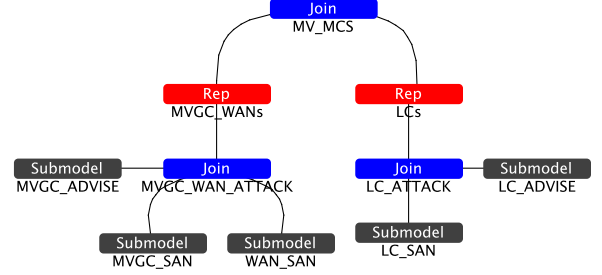 Join
MV_MCS
Rep
MVGC_WANs
Rep
LCs
Submodel
MVGC_ADVISE
Join
MVGC_WAN_ATTACK
Join
LC_ATTACK
Submodel
LC_ADVISE
Submodel
MVGC_SAN
Submodel
WAN_SAN
Submodel
LC_SAN